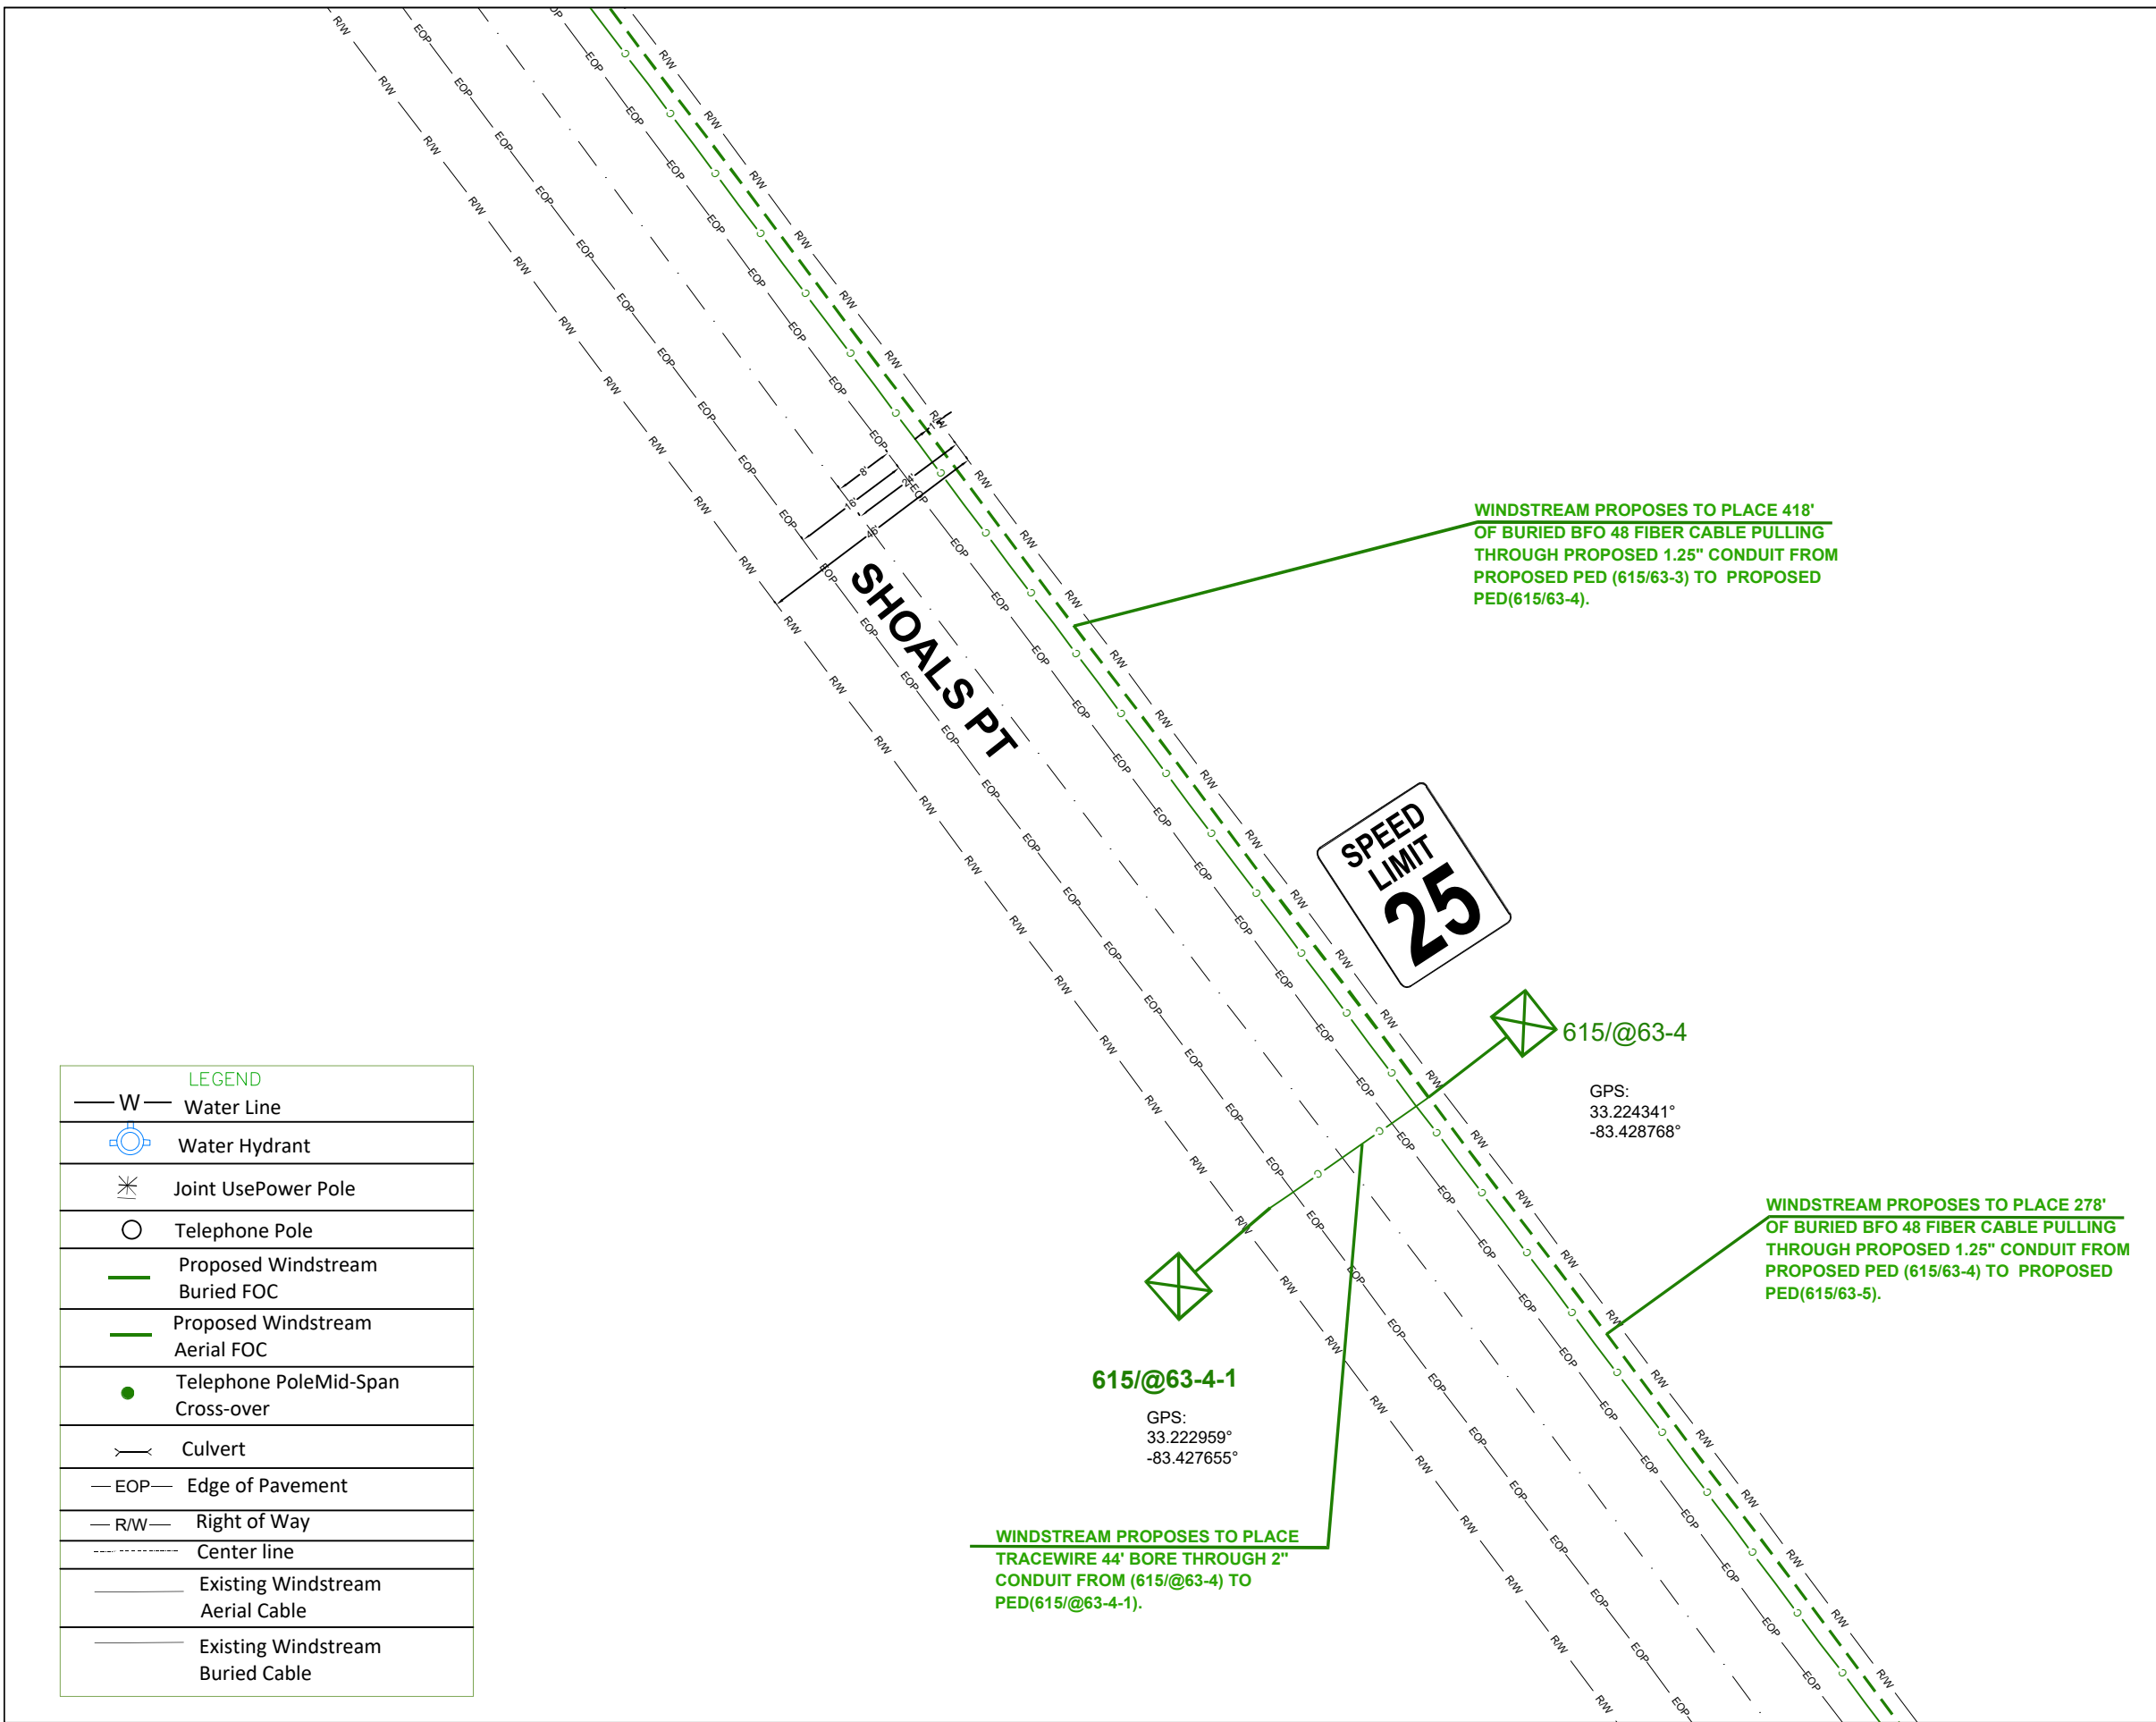 WINDSTREAM PROPOSES TO PLACE 418'
OF BURIED BFO 48 FIBER CABLE PULLING
THROUGH PROPOSED 1.25" CONDUIT FROM
PROPOSED PED (615/63-3) TO PROPOSED
PED(615/63-4).
SHOALS PT
SPEED
LIMIT
25
615/@63-4
GPS:
33.224341°
-83.428768°
WINDSTREAM PROPOSES TO PLACE 278'
OF BURIED BFO 48 FIBER CABLE PULLING
THROUGH PROPOSED 1.25" CONDUIT FROM
PROPOSED PED (615/63-4) TO PROPOSED
PED(615/63-5).
615/@63-4-1
GPS:
33.222959°
-83.427655°
WINDSTREAM PROPOSES TO PLACE
TRACEWIRE 44' BORE THROUGH 2"
CONDUIT FROM (615/@63-4) TO
PED(615/@63-4-1).
LEGEND
W Water Line
Water Hydrant
Joint UsePower Pole
Telephone Pole
Proposed Windstream
Buried FOC
Proposed Windstream
Aerial FOC
Telephone PoleMid-Span
Cross-over
Culvert
EOP Edge of Pavement
R/W Right of Way
Center line
Existing Windstream
Aerial Cable
Existing Windstream
Buried Cable
R/W
EOP
C